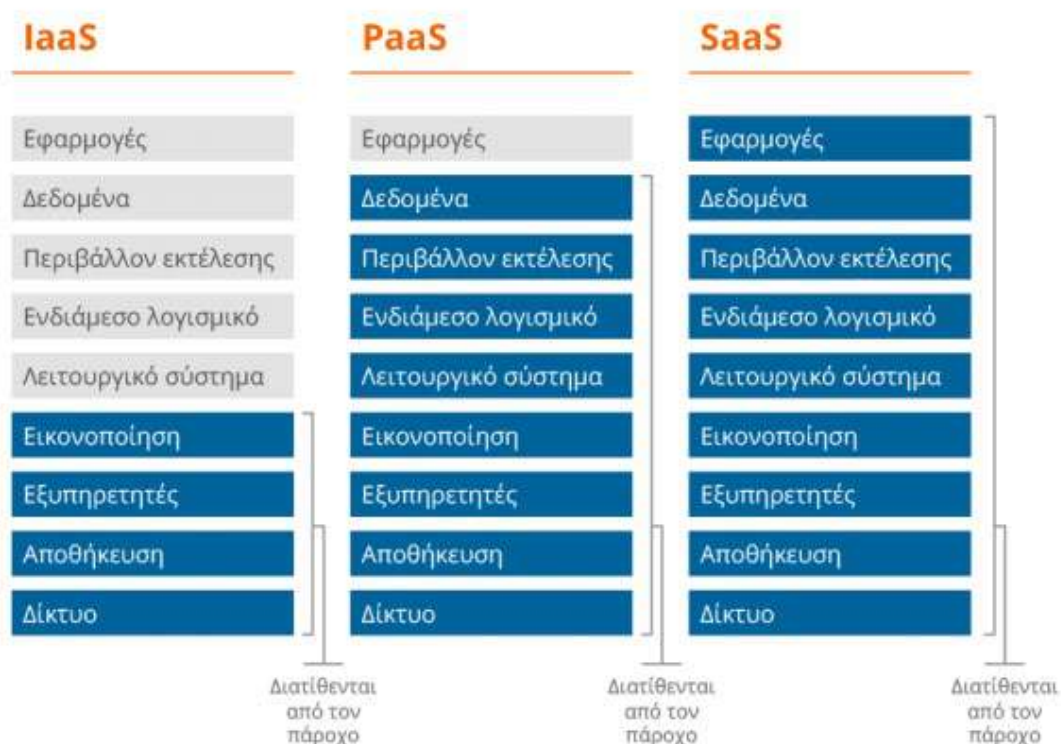 IaaS
Εφαρμογές
Δεδομένα
Περιβάλλον εκτέλεσης
Ενδιάμεσο λογισμικό
Λειτουργικό σύστημα
Εικονοποίηση
Εξυπηρετητές
Αποθήκευση
Δίκτυο
Διατίθενται
από τον
πάροχο
PaaS
Εφαρμογές
Δεδομένα
Περιβάλλον εκτέλεσης
Ενδιάμεσο λογισμικό
Λειτουργικό σύστημα
Εικονοποίηση
Εξυπηρετητές
Αποθήκευση
Δίκτυο
Διατίθενται
από τον
πάροχο
SaaS
Εφαρμογές
Δεδομένα
Περιβάλλον εκτέλεσης
Ενδιάμεσο λογισμικό
Λειτουργικό σύστημα
Εικονοποίηση
Εξυπηρετητές
Αποθήκευση
Δίκτυο
Διατίθενται
από τον
πάροχο